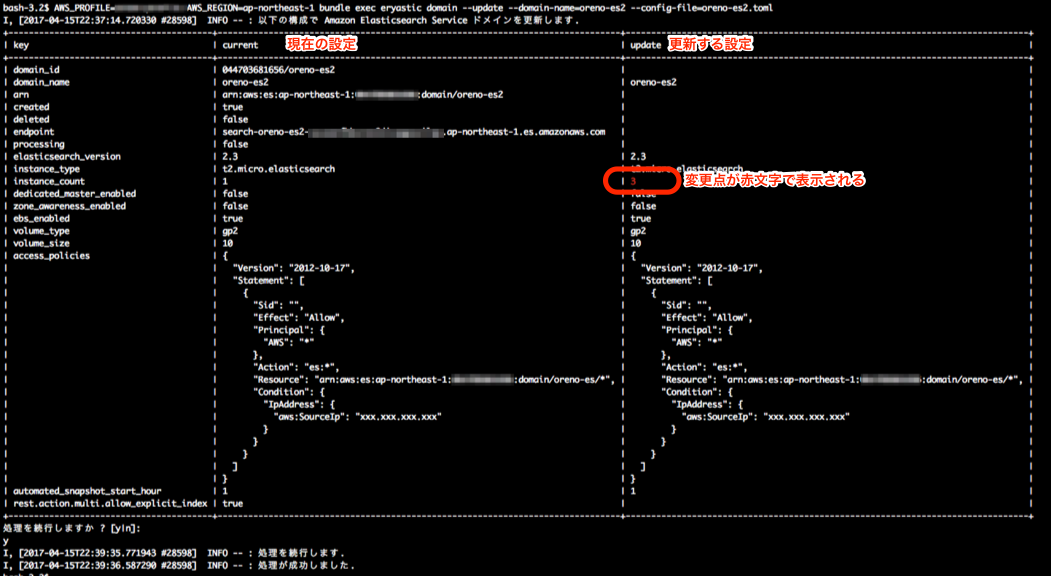 bash-3.2$ AWS_PROFILE= AWS_REGION=ap-northeast-1 bundle exec eryastic domain --update --domain-name=oreno-es2 --config-file=oreno-es2.toml
I, [2017-04-15T22:37:14.720330 #28598]  INFO -- : 以下の構成で Amazon Elasticsearch Service ドメインを更新します.
key | current 現在の設定 | update 更新する設定
domain_id | 044703681656/oreno-es2
domain_name | oreno-es2 | oreno-es2
arn | arn:aws:es:ap-northeast-1: :domain/oreno-es2
created | true
deleted | false
endpoint | search-oreno-es2- .ap-northeast-1.es.amazonaws.com
processing | false
elasticsearch_version | 2.3 | 2.3
instance_type | t2.micro.elasticsearch | t2.micro.elasticsearch
instance_count | 1 | 3 変更点が赤文字で表示される
dedicated_master_enabled | false | false
zone_awareness_enabled | false | false
ebs_enabled | true | true
volume_type | gp2 | gp2
volume_size | 10 | 10
access_policies | { | {
"Version": "2012-10-17", | "Version": "2012-10-17",
"Statement": [ | "Statement": [
{ | {
"Sid": "", | "Sid": "",
"Effect": "Allow", | "Effect": "Allow",
"Principal": { | "Principal": {
"AWS": "*" | "AWS": "*"
}, | },
"Action": "es:*", | "Action": "es:*",
"Resource": "arn:aws:es:ap-northeast-1: :domain/oreno-es/*", | "Resource": "arn:aws:es:ap-northeast-1: :domain/oreno-es/*",
"Condition": { | "Condition": {
"IpAddress": { | "IpAddress": {
"aws:SourceIp": "xxx.xxx.xxx.xxx" | "aws:SourceIp": "xxx.xxx.xxx.xxx"
} | }
} | }
} | }
] | ]
} | }
automated_snapshot_start_hour | 1 | 1
rest.action.multi.allow_explicit_index | true
処理を続行しますか ? [y|n]:
y
I, [2017-04-15T22:39:35.771943 #28598]  INFO -- : 処理を続行します.
I, [2017-04-15T22:39:36.587290 #28598]  INFO -- : 処理が成功しました.